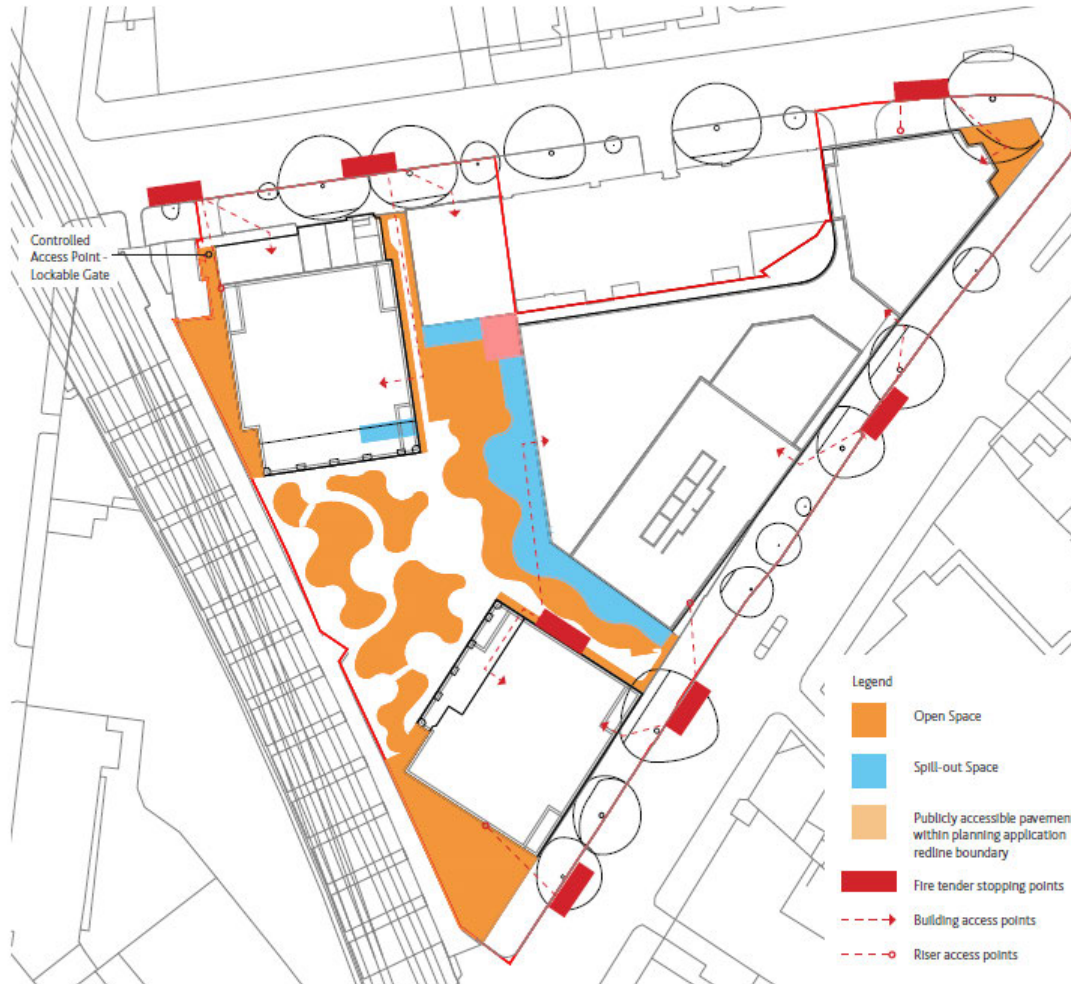 Controlled
Access Point -
Lockable Gate
Legend
Open Space
Spill-out Space
Publicly accessible pavemen
within planning application
redline boundary
Fire tender stopping points
Building access points
Riser access points